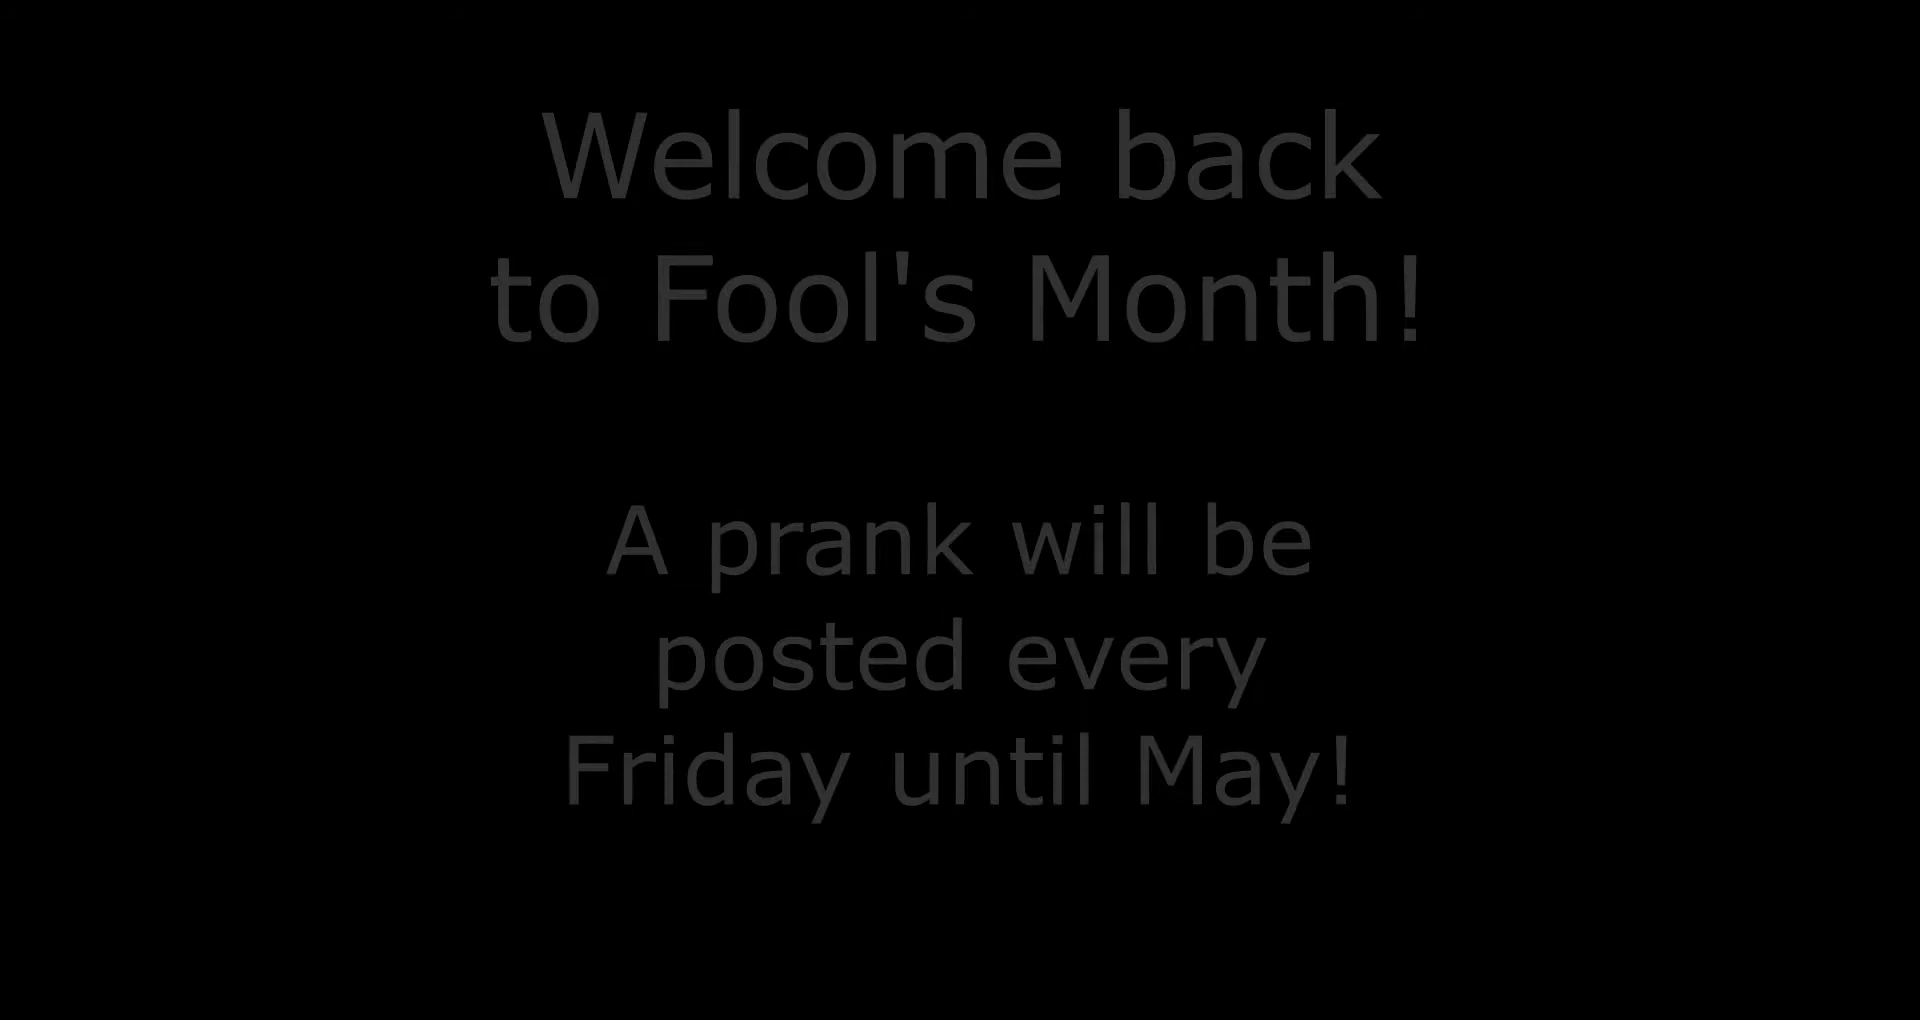 Welcome back
to Fool's Month!
A prank will be
posted every
Friday until May!